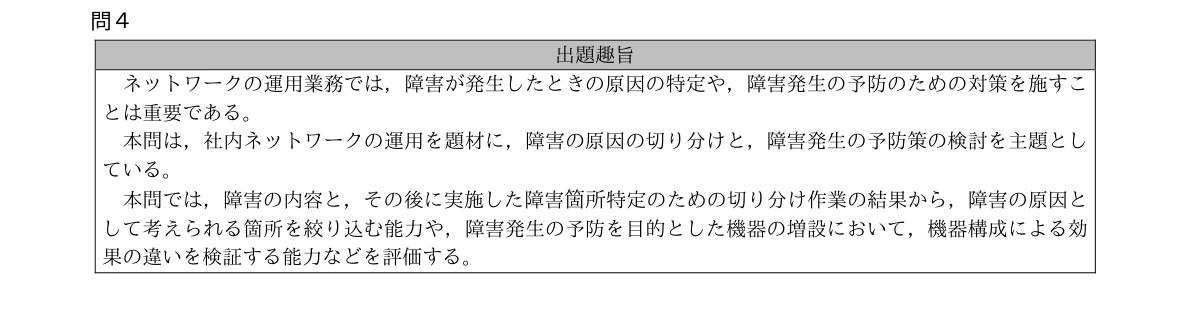 問４
出題趣旨
　ネットワークの運用業務では，障害が発生したときの原因の特定や，障害発生の予防のための対策を施すこ
とは重要である。
　本問は，社内ネットワークの運用を題材に，障害の原因の切り分けと，障害発生の予防策の検討を主題とし
ている。
　本問では，障害の内容と，その後に実施した障害箇所特定のための切り分け作業の結果から，障害の原因と
して考えられる箇所を絞り込む能力や，障害発生の予防を目的とした機器の増設において，機器構成による効
果の違いを検証する能力などを評価する。